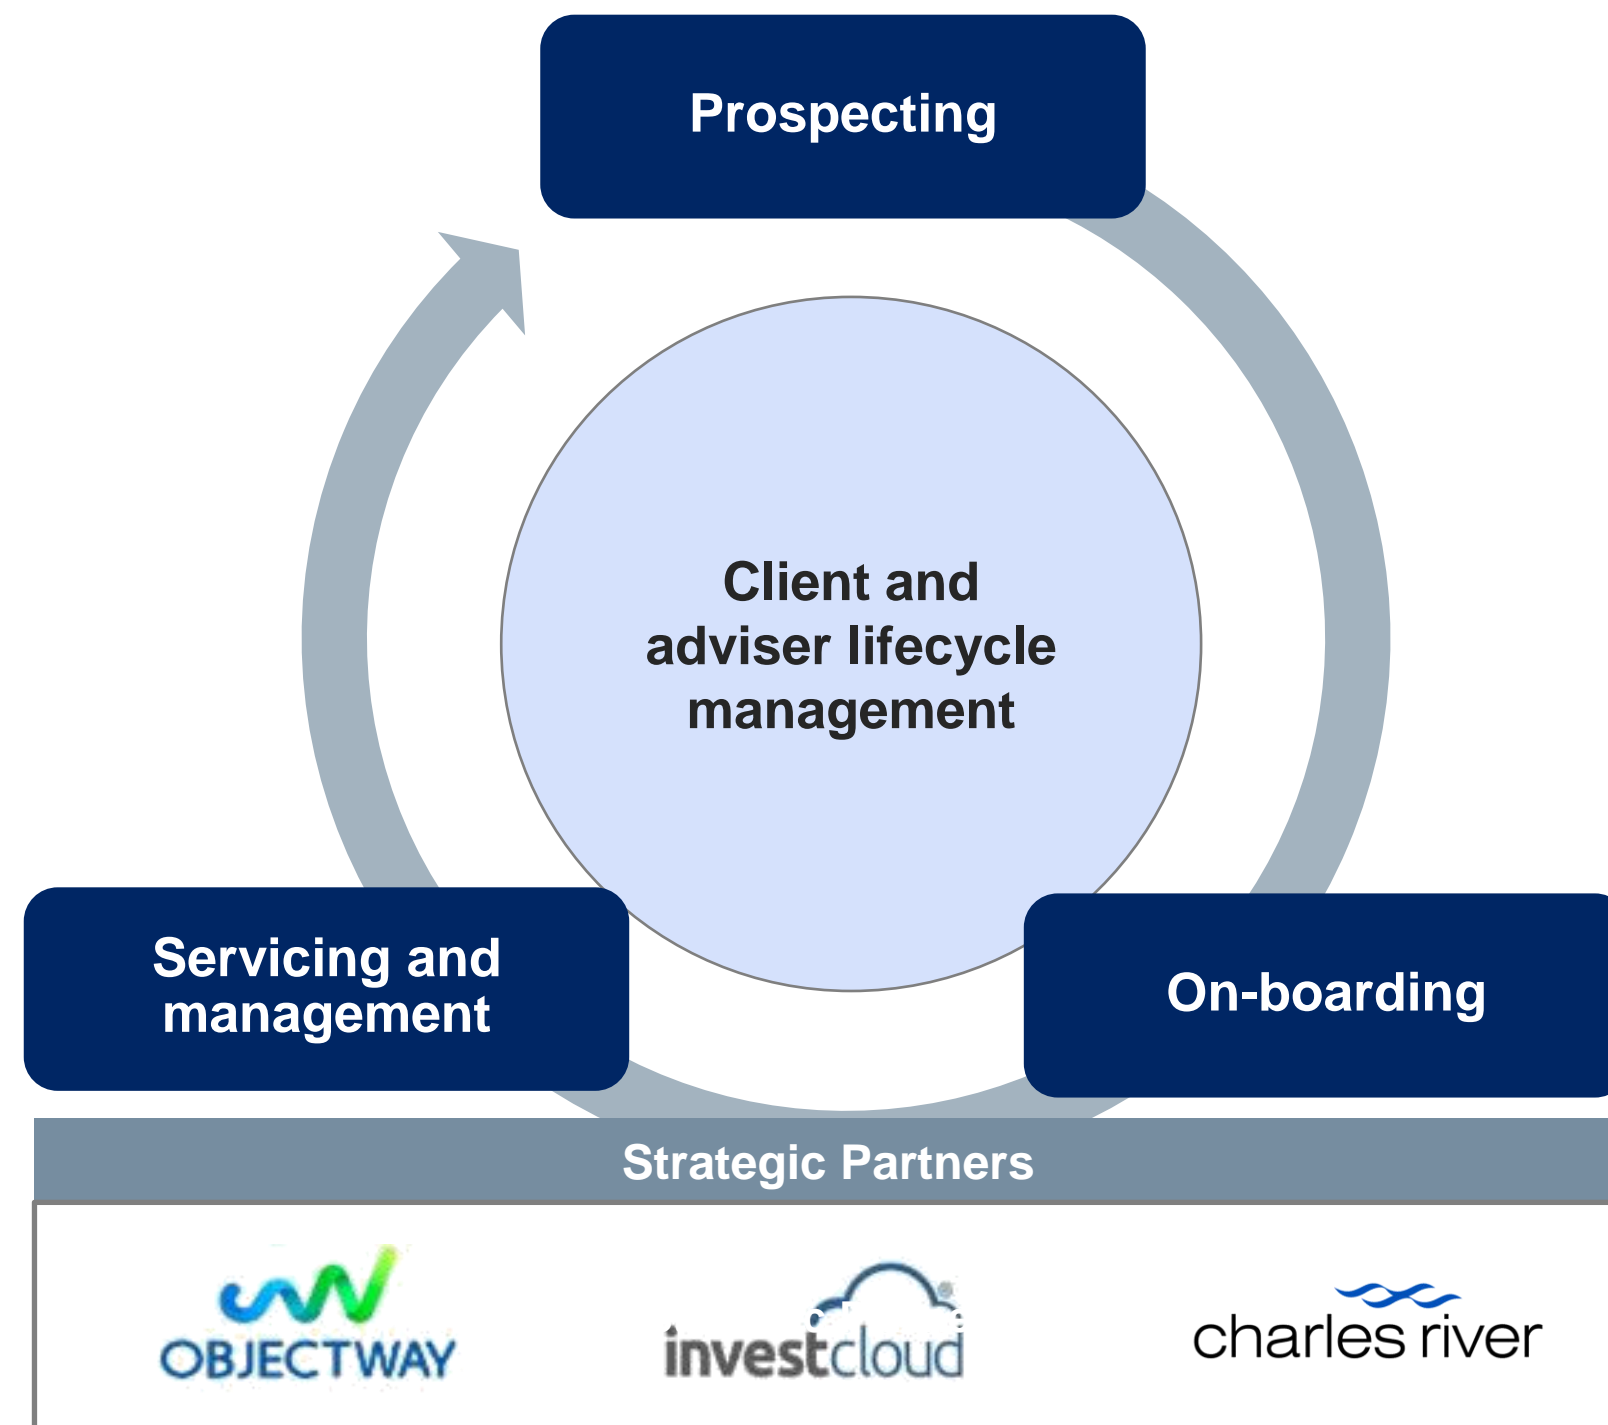 Prospecting
Client and
adviser lifecycle
management
Servicing and
management
On-boarding
Strategic Partners
OBJECTWAY
investcloud
charles river